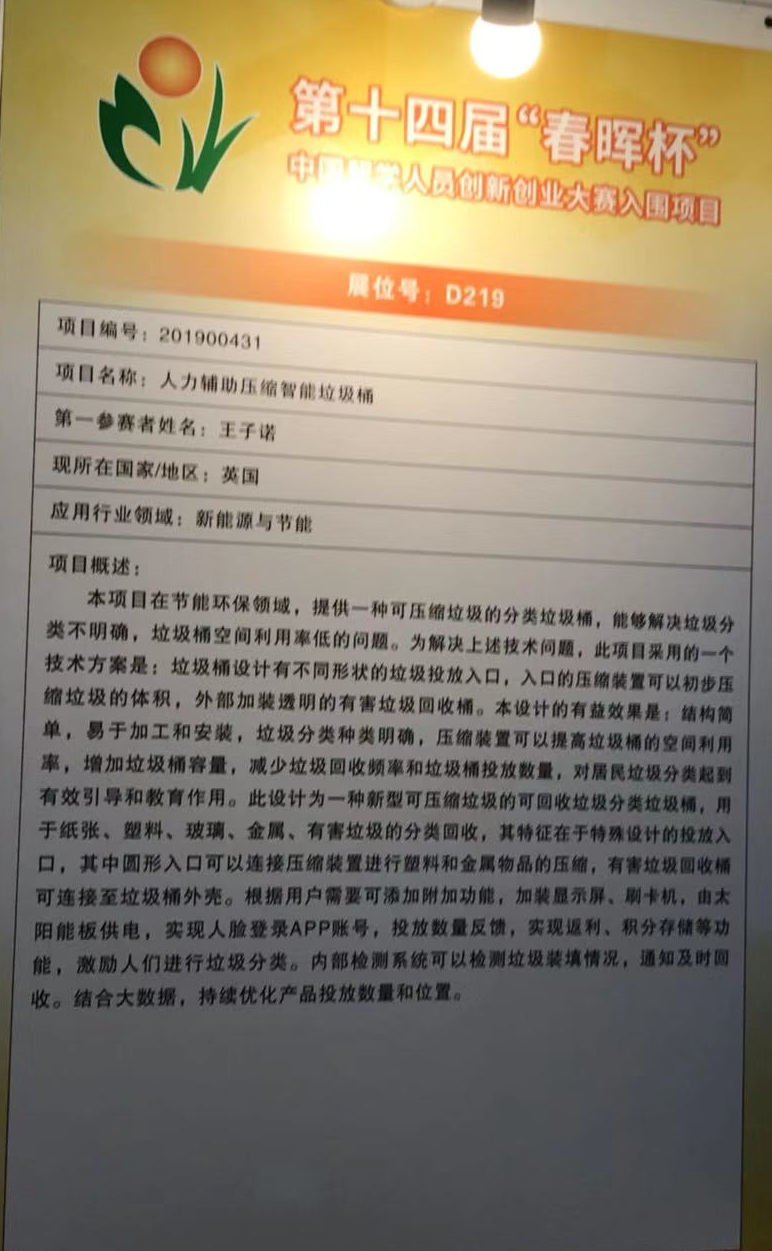 第十四届“春晖杯”
中国留学人员创新创业大赛入围项目
展位号：D219
项目编号：201900431
项目名称：人力辅助压缩智能垃圾桶
第一参赛者姓名：王子诺
现所在国家/地区：英国
应用行业领域：新能源与节能
项目概述：
本项目在节能环保领域，提供一种可压缩垃圾的分类垃圾桶，能够解决垃圾分
类不明确，垃圾桶空间利用率低的问题。为解决上述技术问题，此项目采用的一个
技术方案是：垃圾桶设计有不同形状的垃圾投放入口，入口的压缩装置可以初步压
缩垃圾的体积，外部加装透明的有害垃圾回收桶。本设计的有益效果是：结构简
单，易于加工和安装，垃圾分类种类明确，压缩装置可以提高垃圾桶的空间利用
率，增加垃圾桶容量，减少垃圾回收频率和垃圾桶投放数量，对居民垃圾分类起到
有效引导和教育作用。此设计为一种新型可压缩垃圾的可回收垃圾分类垃圾桶，用
于纸张、塑料、玻璃、金属、有害垃圾的分类回收，其特征在于特殊设计的投放入
口，其中圆形入口可以连接压缩装置进行塑料和金属物品的压缩，有害垃圾回收桶
可连接至垃圾桶外壳。根据用户需要可添加附加功能，加装显示屏、刷卡机，由太
阳能板供电，实现人脸登录APP账号，投放数量反馈，实现返利、积分存储等功
能，激励人们进行垃圾分类。内部检测系统可以检测垃圾装填情况，通知及时回
收。结合大数据，持续优化产品投放数量和位置。